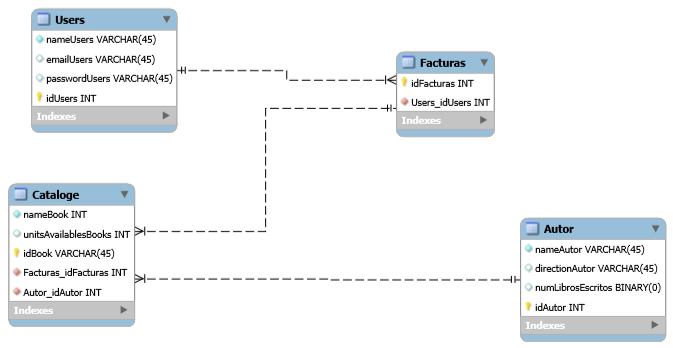 Users
nameUsers VARCHAR(45)
emailUsers VARCHAR(45)
passwordUsers VARCHAR(45)
idUsers INT
Indexes
Facturas
idFacturas INT
Users_idUsers INT
Indexes
Cataloge
nameBook INT
unitsAvailablesBooks INT
idBook VARCHAR(45)
Facturas_idFacturas INT
Autor_idAutor INT
Indexes
Autor
nameAutor VARCHAR(45)
directionAutor VARCHAR(45)
numLibrosEscritos BINARY(0)
idAutor INT
Indexes